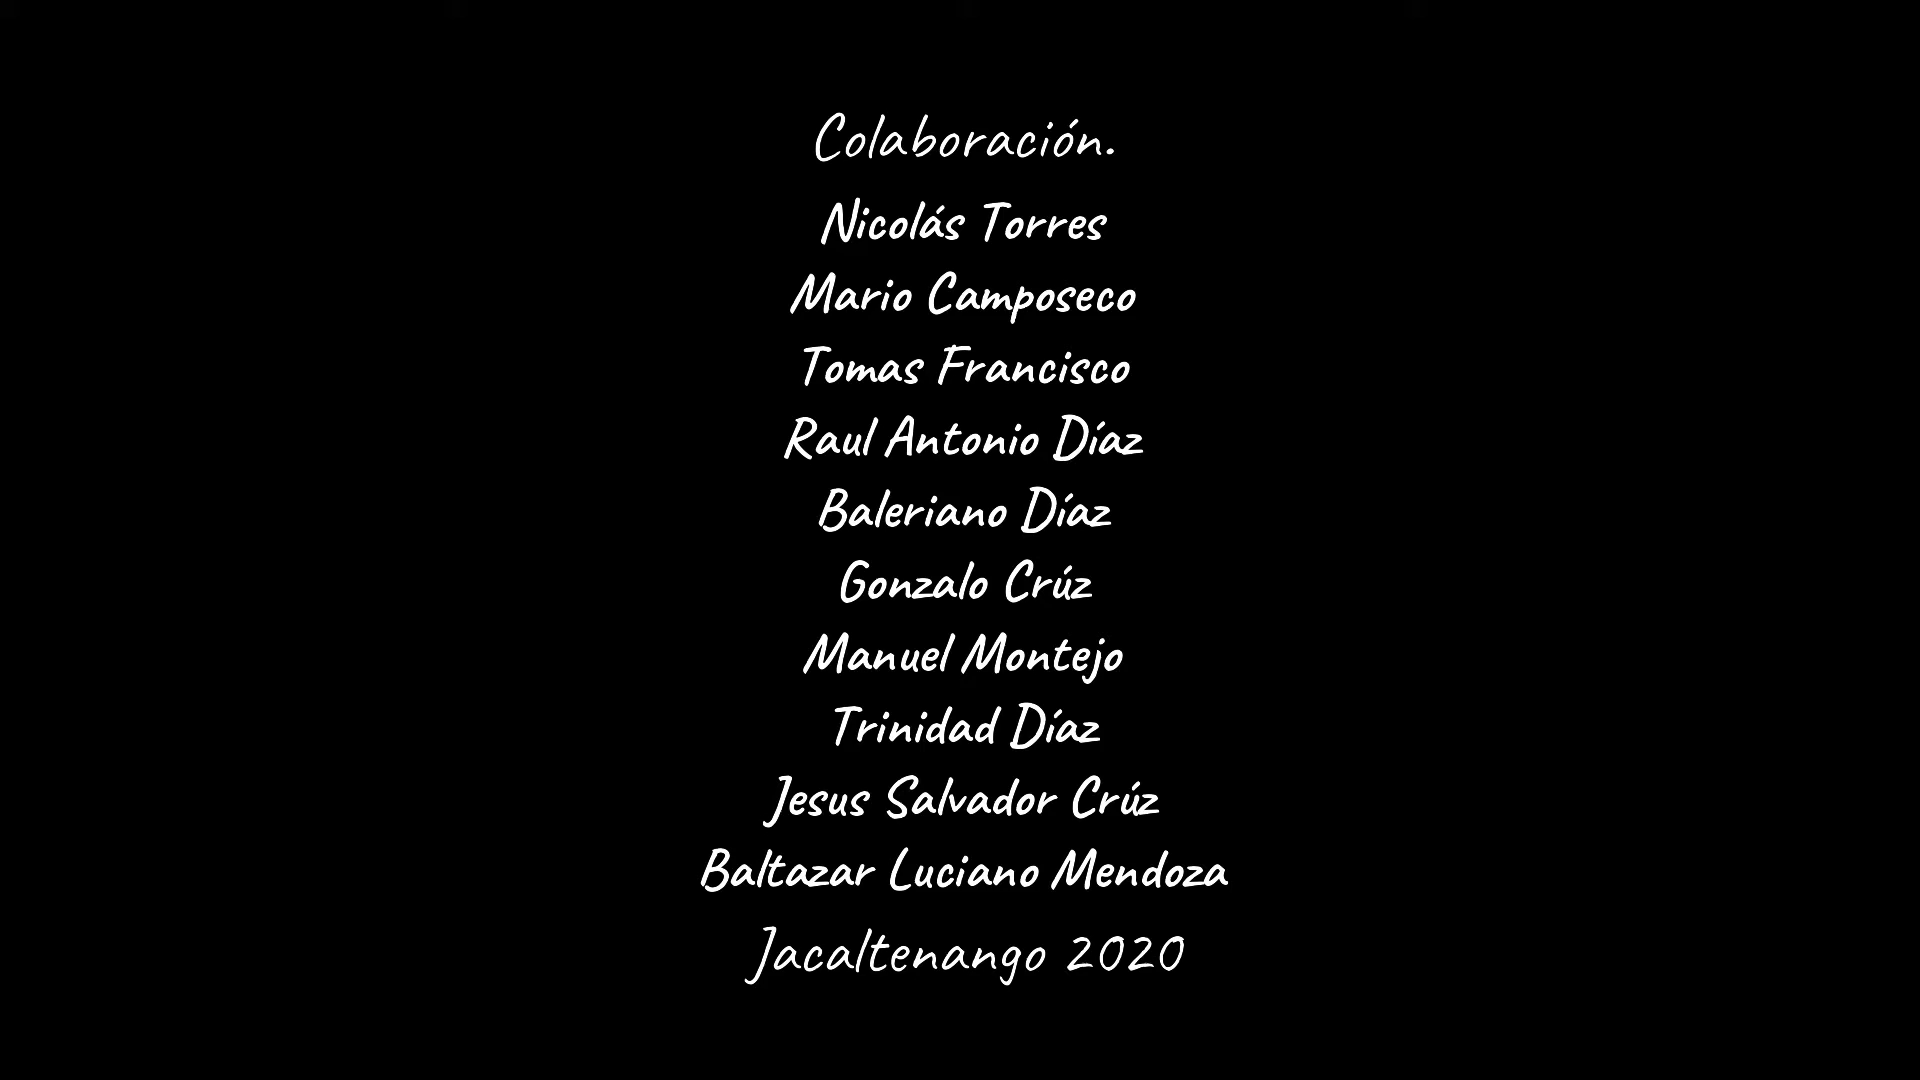 Colaboración.
Nicolás Torres
Mario Camposeco
Tomas Francisco
Raul Antonio Díaz
Baleriano Díaz
Gonzalo Crúz
Manuel Montejo
Trinidad Díaz
Jesus Salvador Crúz
Baltazar Luciano Mendoza
Jacaltenango 2020